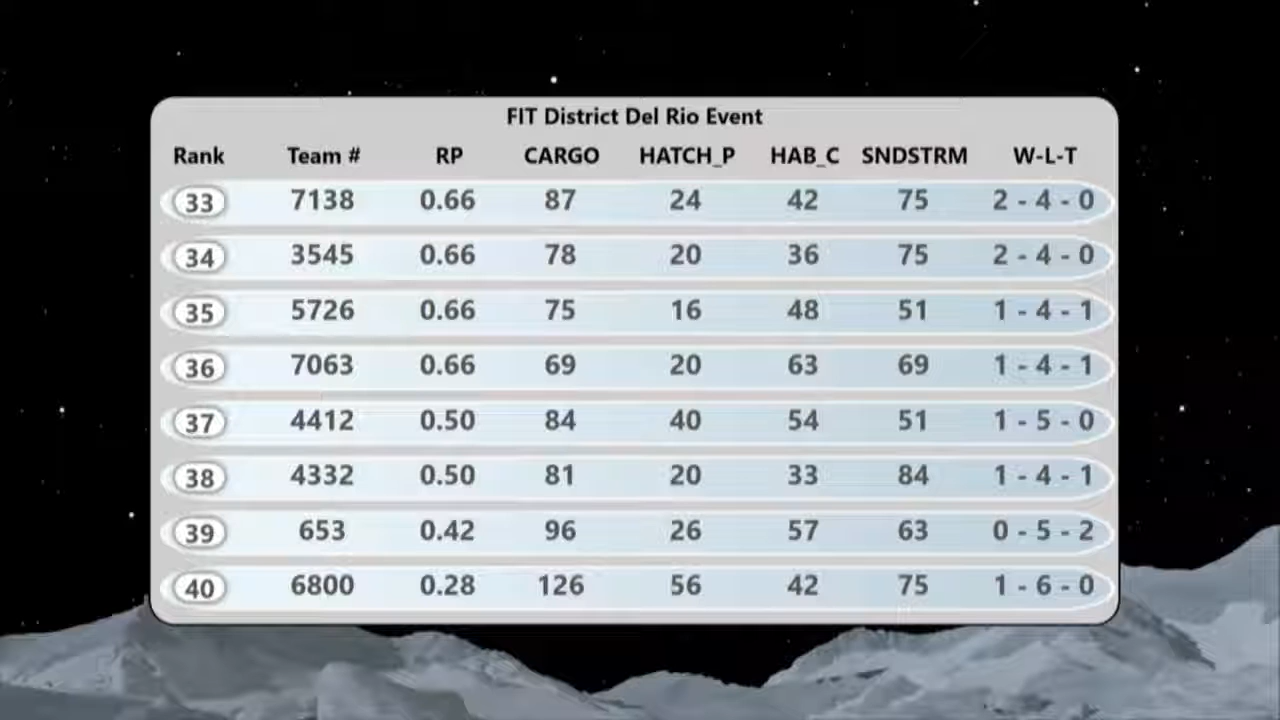 FIT District Del Rio Event
Rank Team # RP CARGO HATCH_P HAB_C SNDSTRM W-L-T
33 7138 0.66 87 24 42 75 2 - 4 - 0
34 3545 0.66 78 20 36 75 2 - 4 - 0
35 5726 0.66 75 16 48 51 1 - 4 - 1
36 7063 0.66 69 20 63 69 1 - 4 - 1
37 4412 0.50 84 40 54 51 1 - 5 - 0
38 4332 0.50 81 20 33 84 1 - 4 - 1
39 653 0.42 96 26 57 63 0 - 5 - 2
40 6800 0.28 126 56 42 75 1 - 6 - 0